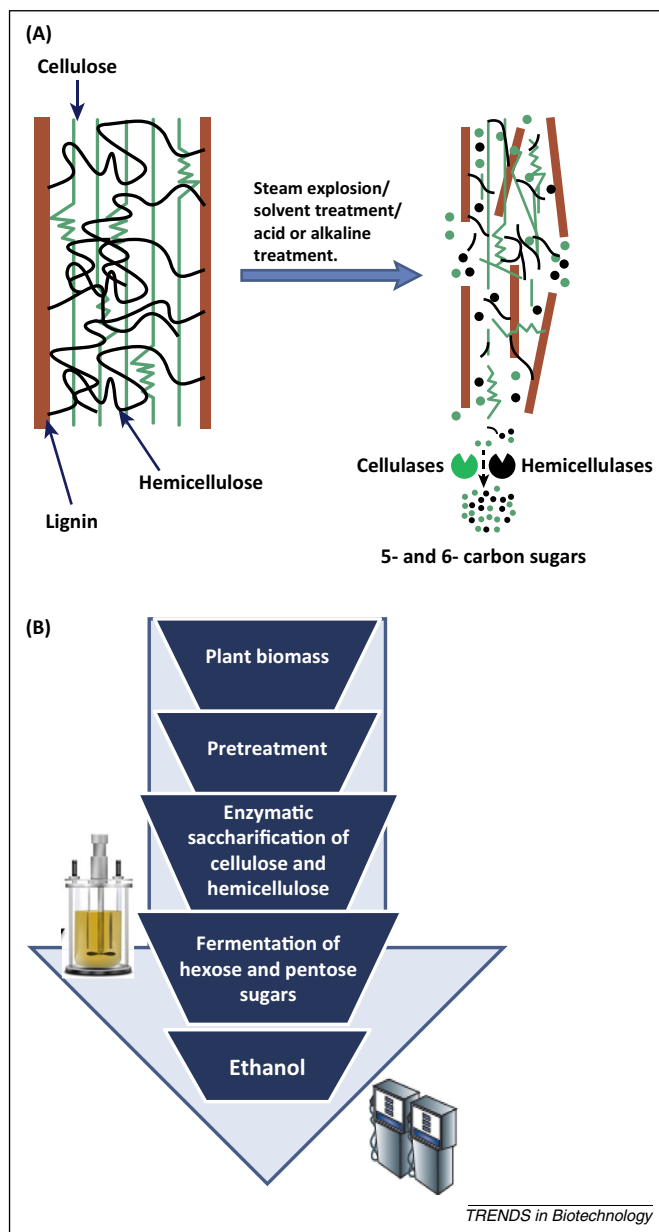 (A)
Cellulose
Steam explosion/
solvent treatment/
acid or alkaline
treatment.
Hemicellulose
Lignin
Cellulases
Hemicellulases
5- and 6- carbon sugars
(B)
Plant biomass
Pretreatment
Enzymatic
saccharification of
cellulose and
hemicellulose
Fermentation of
hexose and pentose
sugars
Ethanol
TRENDS in Biotechnology